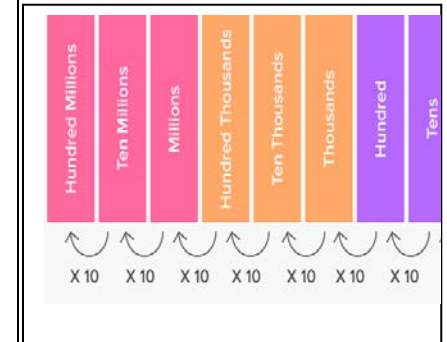 Hundred Millions
Ten Millions
Millions
Hundred Thousands
Ten Thousands
Thousands
Hundred
Tens
X 10 X 10 X 10 X 10 X 10 X 10 X 10